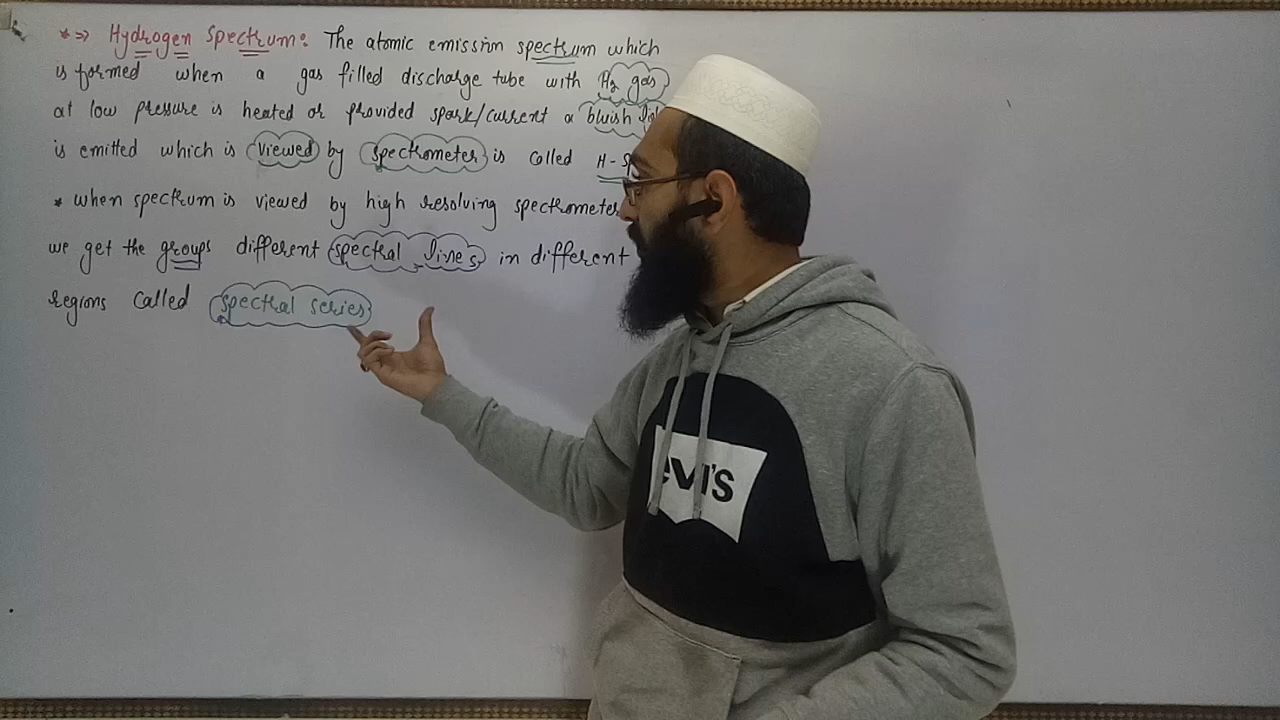 *⇒ Hydrogen Spectrum: The atomic emission spectrum which
is formed when a gas filled discharge tube with H₂ gas
at low pressure is heated or provided spark/current a bluish
is emitted which is viewed by spectrometer is called H-S
* when spectrum is viewed by high resolving spectrometer
we get the groups different spectral lines in different
regions called spectral series
evi's